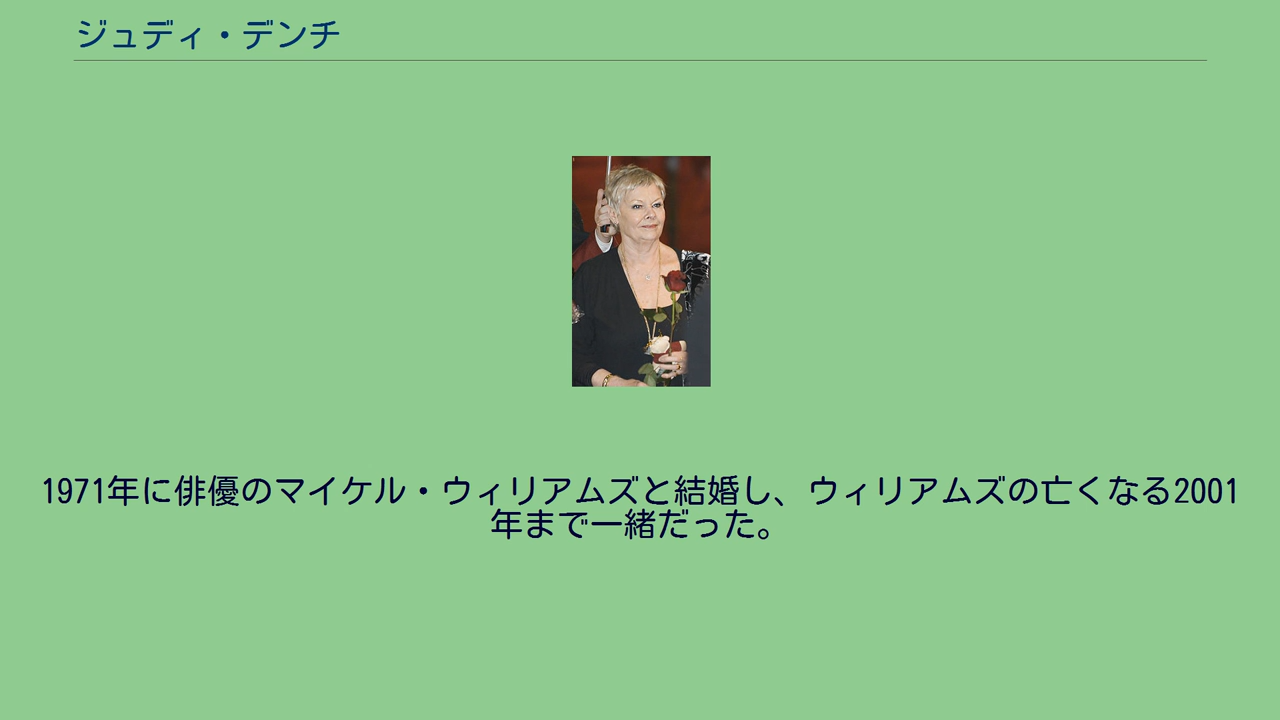 ジュディ・デンチ
1971年に俳優のマイケル・ウィリアムズと結婚し、ウィリアムズの亡くなる2001
年まで一緒だった。